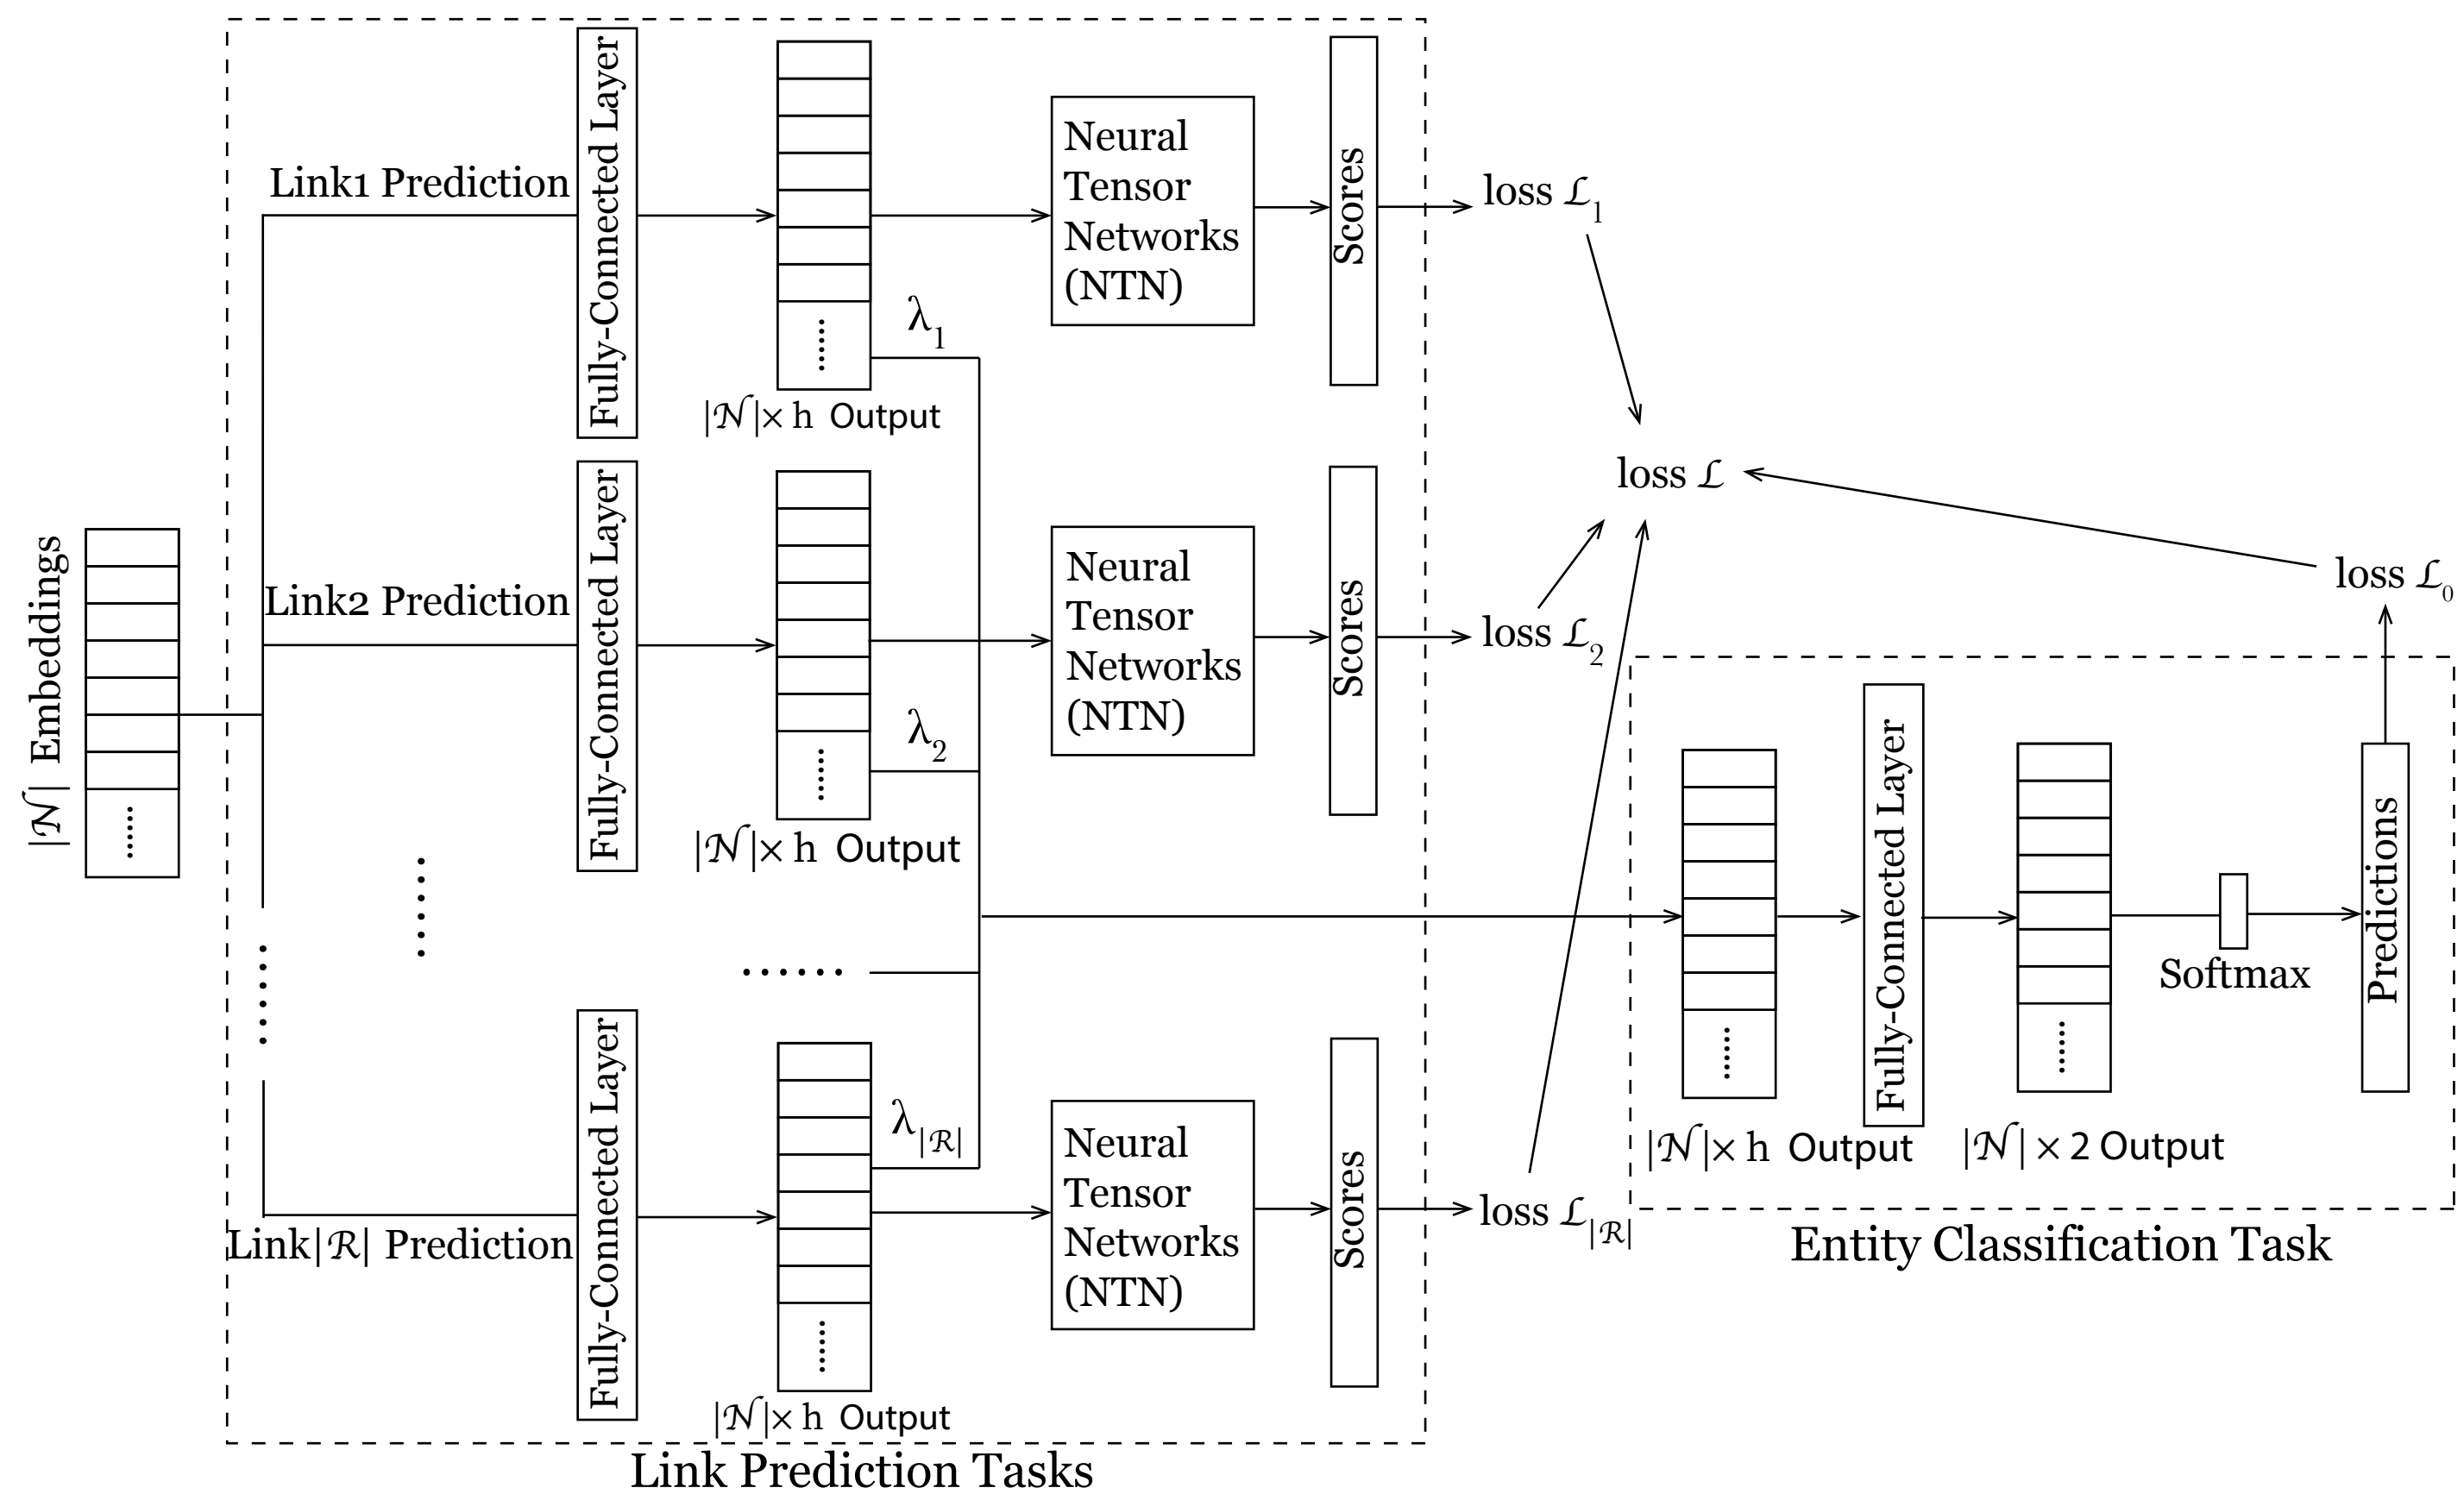 |𝒩| Embeddings
Link1 Prediction
Fully-Connected Layer
......
|𝒩|× h Output
λ1
Neural
Tensor
Networks
(NTN)
Scores
loss ℒ1
Link2 Prediction
Fully-Connected Layer
......
|𝒩|× h Output
λ2
Neural
Tensor
Networks
(NTN)
Scores
loss ℒ2
......
......
......
......
Link|ℛ| Prediction
Fully-Connected Layer
......
|𝒩|× h Output
λ|ℛ|
Neural
Tensor
Networks
(NTN)
Scores
loss ℒ|ℛ|
Link Prediction Tasks
loss ℒ
loss ℒ0
......
|𝒩|× h Output
Fully-Connected Layer
......
|𝒩| × 2 Output
Softmax
Predictions
Entity Classification Task